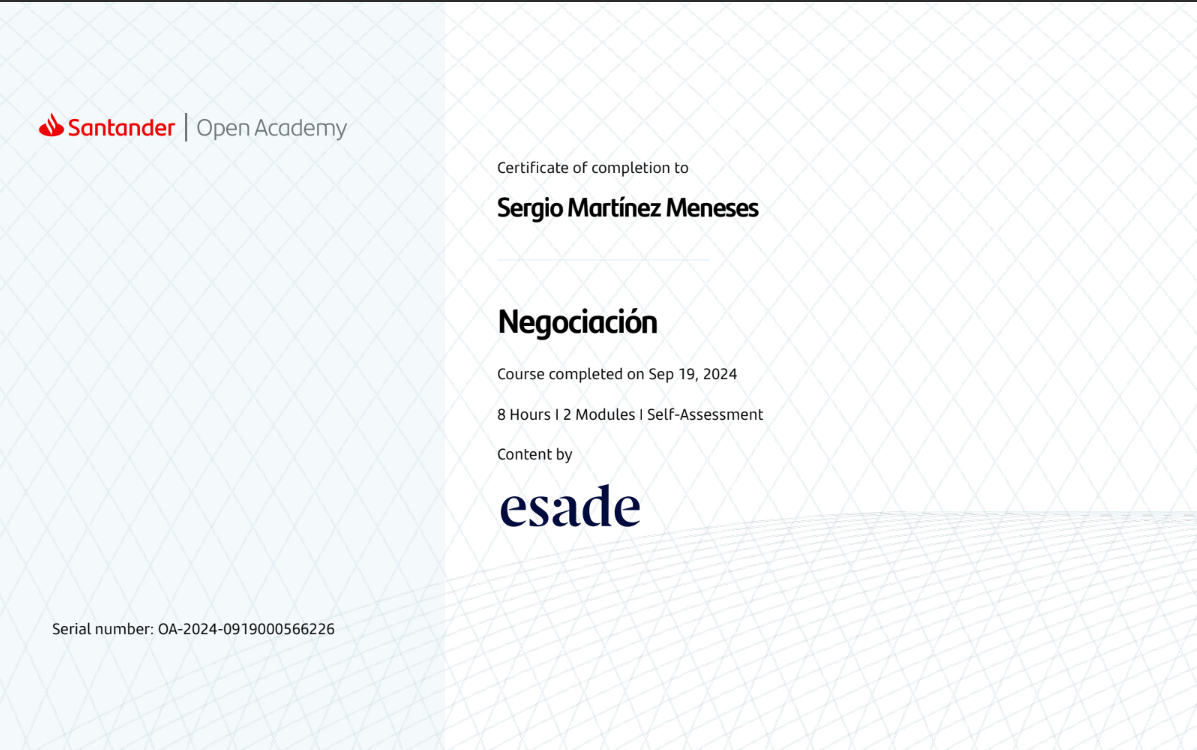 Santander | Open Academy
Certificate of completion to
Sergio Martínez Meneses
Negociación
Course completed on Sep 19, 2024
8 Hours I 2 Modules I Self-Assessment
Content by
esade
Serial number: OA-2024-0919000566226